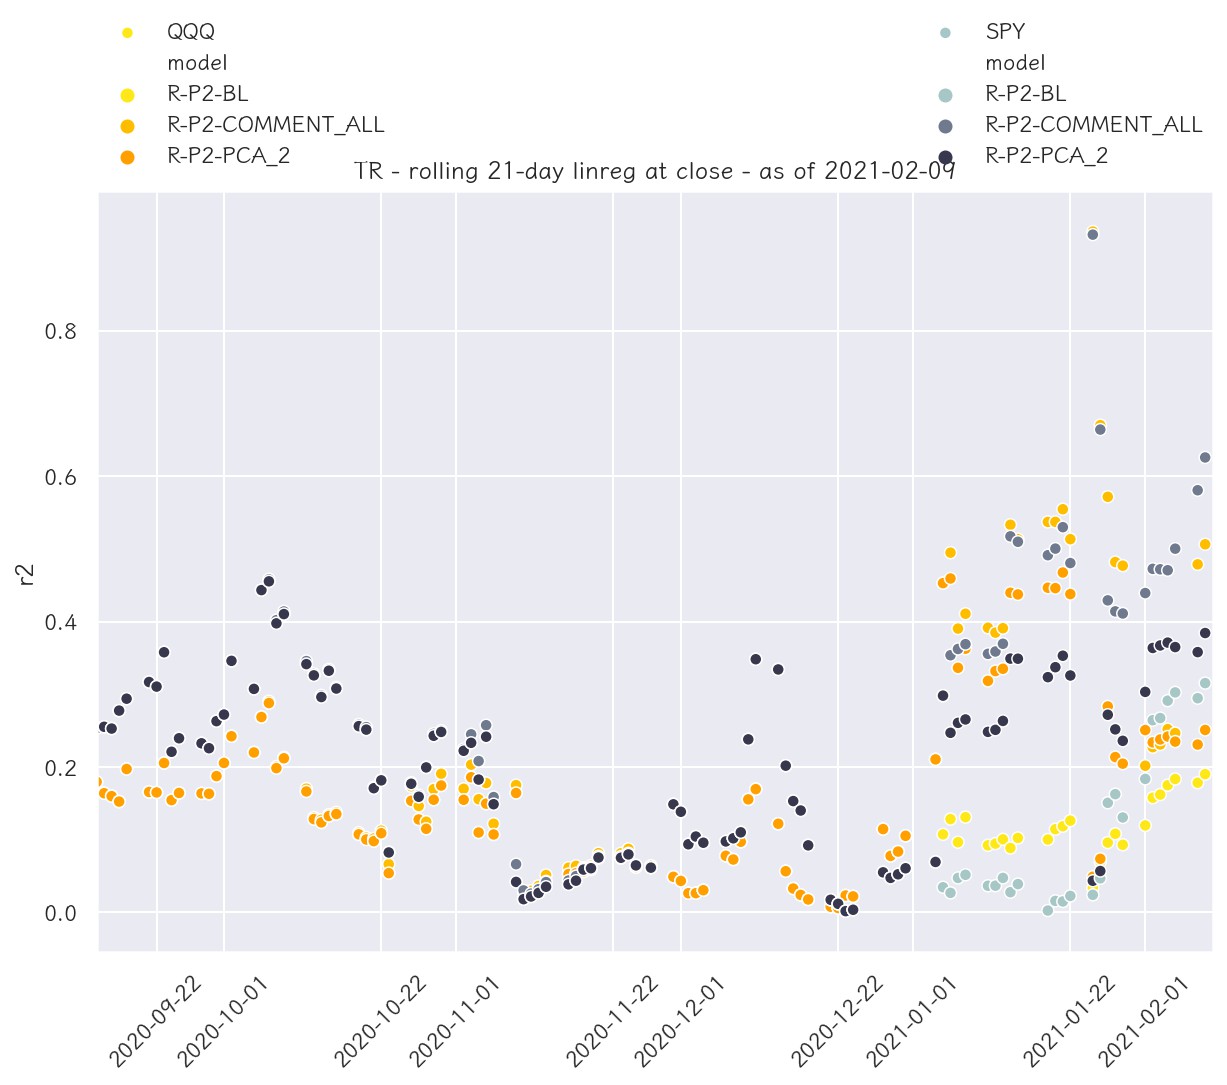 QQQ
model
R-P2-BL
R-P2-COMMENT_ALL
R-P2-PCA_2
SPY
model
R-P2-BL
R-P2-COMMENT_ALL
R-P2-PCA_2
TR - rolling 21-day linreg at close - as of 2021-02-09
r2
0.8
0.6
0.4
0.2
0.0
2020-09-22
2020-10-01
2020-10-22
2020-11-01
2020-11-22
2020-12-01
2020-12-22
2021-01-01
2021-01-22
2021-02-01